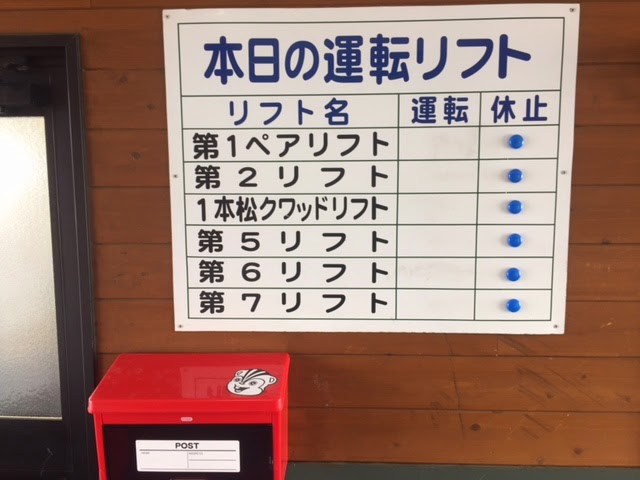 本日の運転リフト
リフト名 運転 休止
第1ペアリフト
第2リフト
1本松クワッドリフト
第5リフト
第6リフト
第7リフト
POST